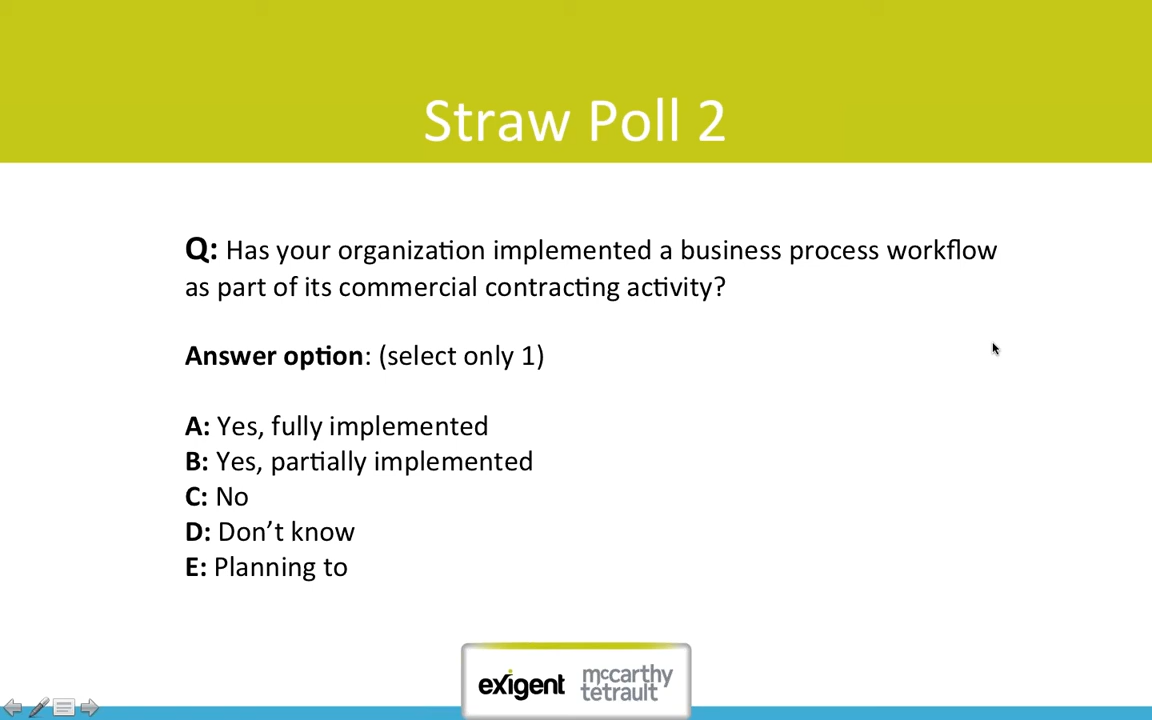 Straw Poll 2
Q: Has your organization implemented a business process workflow
as part of its commercial contracting activity?
Answer option: (select only 1)
A: Yes, fully implemented
B: Yes, partially implemented
C: No
D: Don’t know
E: Planning to
exigent
mccarthy
tetrault